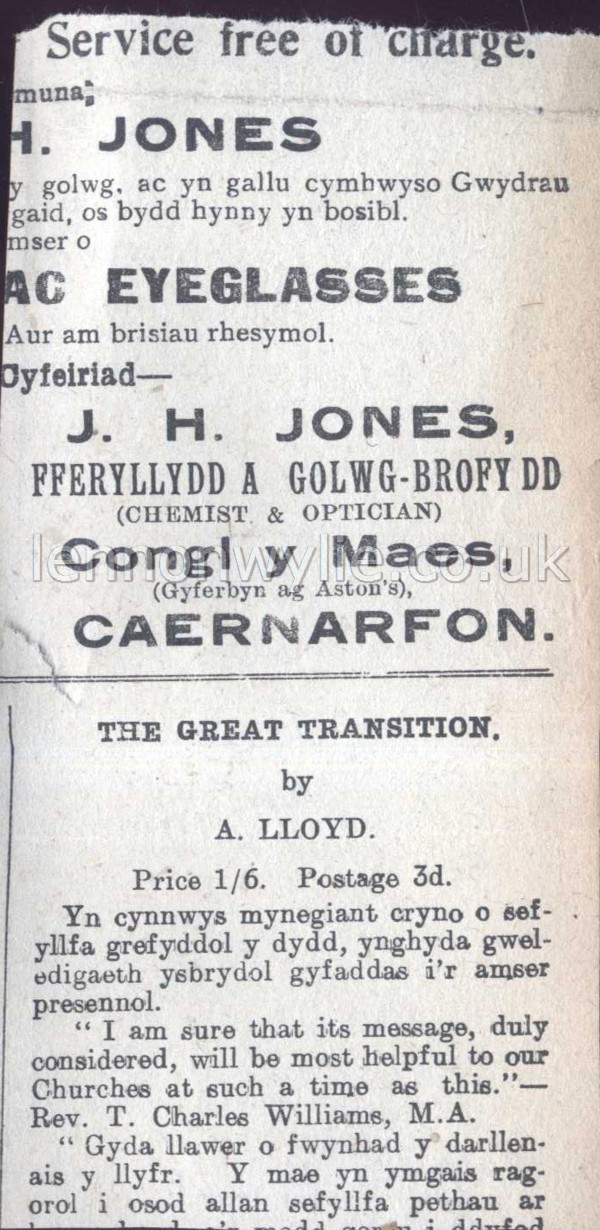 Service free of charge.
muna;
H. JONES
y golwg, ac yn gallu cymhwyso Gwydrau
gaid, os bydd hynny yn bosibl.
mser o
AC EYEGLASSES
Aur am brisiau rhesymol.
Cyfeiriad—
J. H. JONES,
FFERYLLYDD A GOLWG-BROFYDD
(CHEMIST & OPTICIAN)
Congl y Maes,
lennonwylie.co.uk
(Gyferbyn ag Aston's),
CAERNARFON.
THE GREAT TRANSITION.
by
A. LLOYD.
Price 1/6. Postage 3d.
Yn cynnwys mynegiant cryno o sef-
yllfa grefyddol y dydd, ynghyda gwel-
edigaeth ysbrydol gyfaddas i'r amser
presennol.
" I am sure that its message, duly
considered, will be most helpful to our
Churches at such a time as this."—
Rev. T. Charles Williams, M.A.
" Gyda llawer o fwynhad y darllen-
ais y llyfr. Y mae yn ymgais rag-
orol i osod allan sefyllfa pethau ar